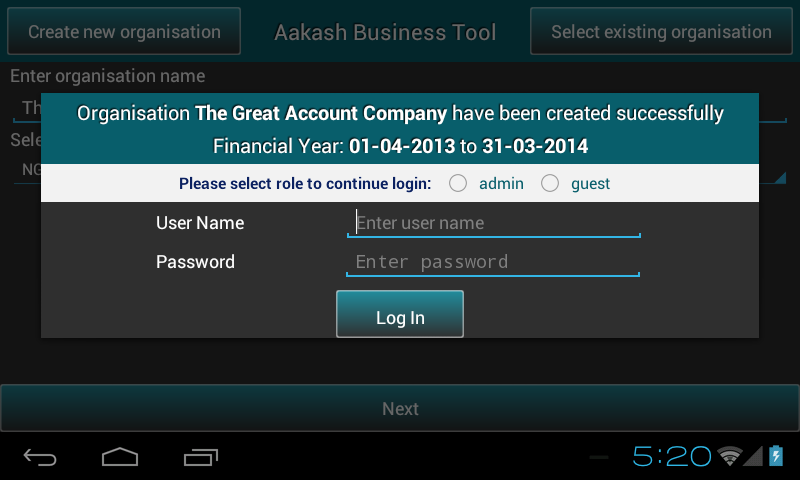 Create new organisation
Aakash Business Tool
Select existing organisation
Enter organisation name
Th
Organisation The Great Account Company have been created successfully
Financial Year: 01-04-2013 to 31-03-2014
Sele
NG
Please select role to continue login:
admin
guest
User Name
Enter user name
Password
Enter password
Log In
Next
5:20